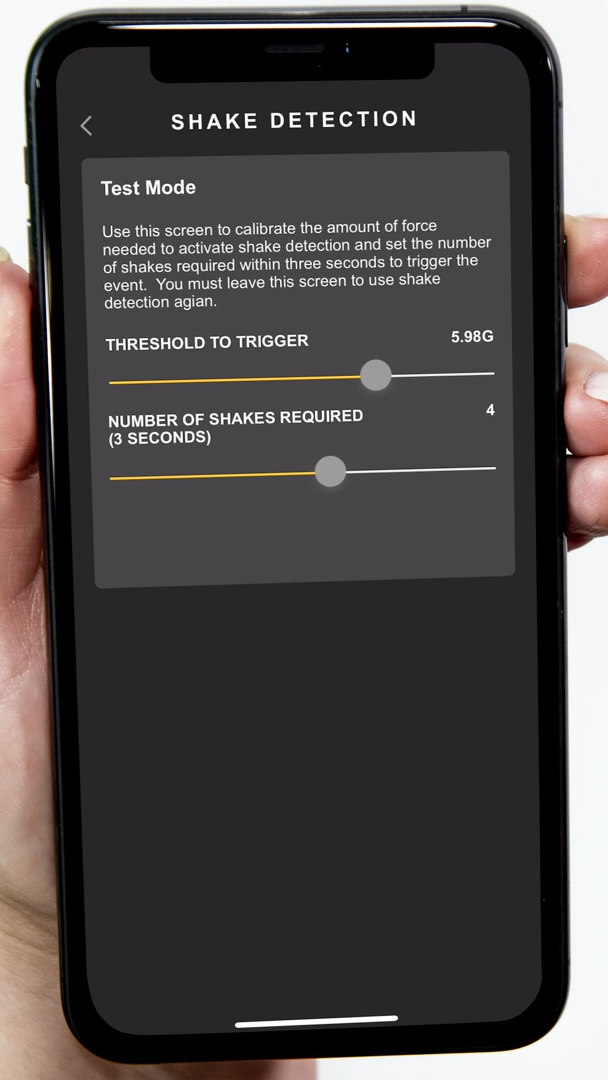 SHAKE DETECTION
Test Mode
Use this screen to calibrate the amount of force
needed to activate shake detection and set the number
of shakes required within three seconds to trigger the
event.  You must leave this screen to use shake
detection agian.
THRESHOLD TO TRIGGER 5.98G
NUMBER OF SHAKES REQUIRED 4
(3 SECONDS)